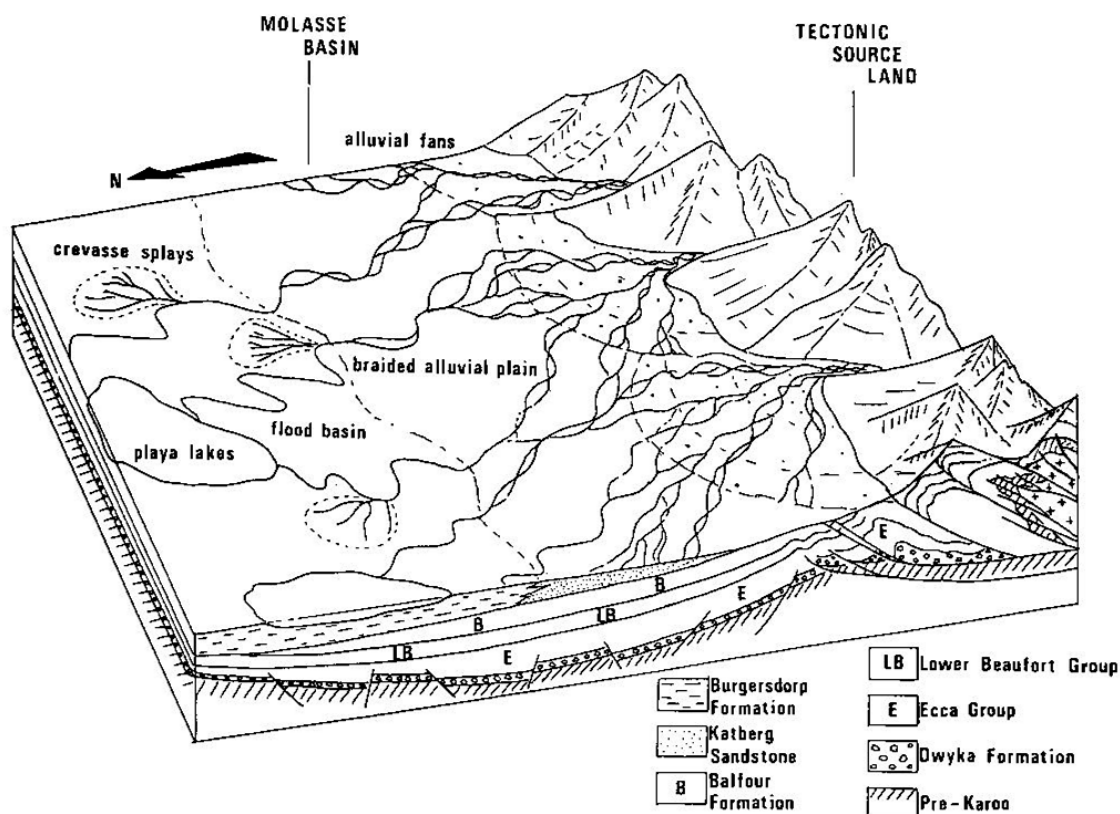 MOLASSE
BASIN
TECTONIC
SOURCE
LAND
alluvial fans
N
crevasse splays
braided alluvial plain
flood basin
playa lakes
E
B
B
LB
E
LB
E
Burgersdorp
Formation
Katberg
Sandstone
B
Balfour
Formation
LB
Lower Beaufort Group
E
Ecca Group
Dwyka Formation
Pre-Karoo